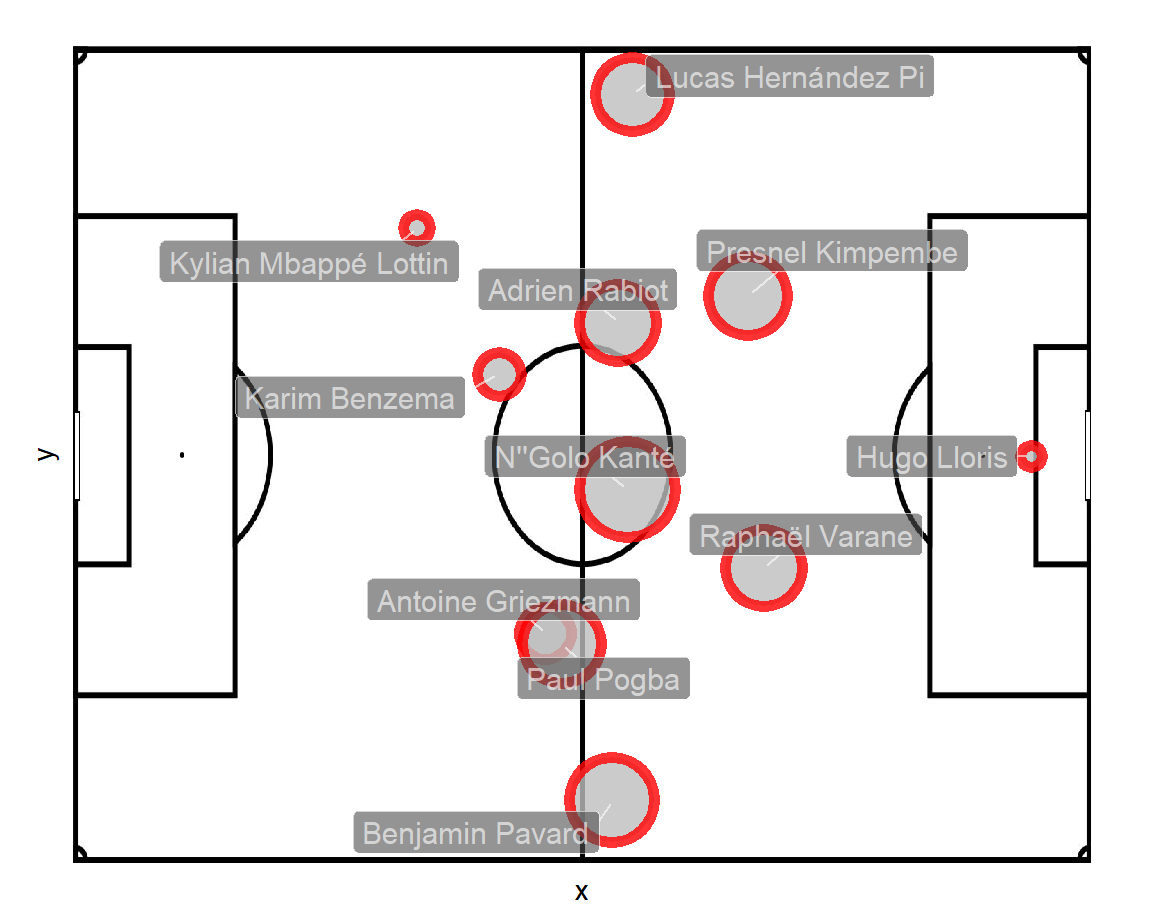 Lucas Hernández Pi
Presnel Kimpembe
Kylian Mbappé Lottin
Adrien Rabiot
Karim Benzema
y
N"Golo Kanté
Hugo Lloris
Raphaël Varane
Antoine Griezmann
Paul Pogba
Benjamin Pavard
x